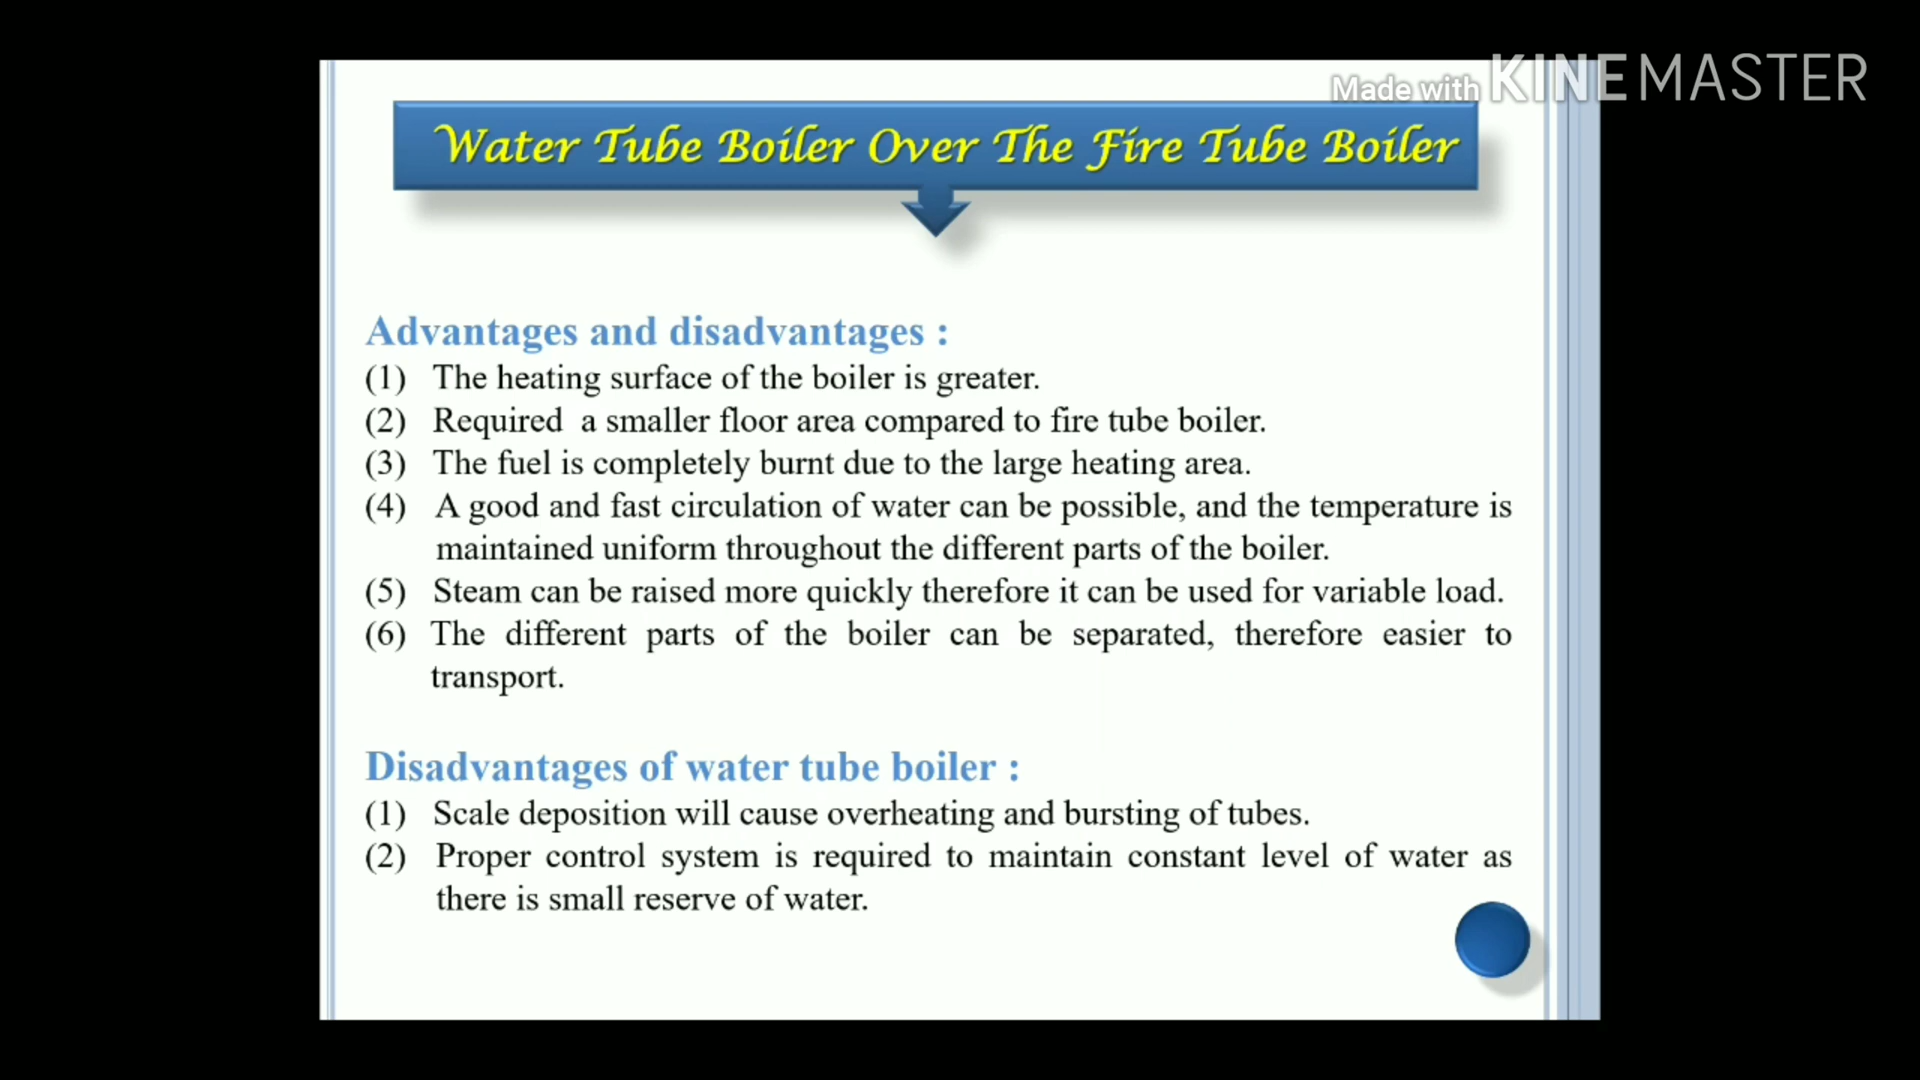 Made with KINEMASTER
Water Tube Boiler Over The Fire Tube Boiler
Advantages and disadvantages :
(1) The heating surface of the boiler is greater.
(2) Required a smaller floor area compared to fire tube boiler.
(3) The fuel is completely burnt due to the large heating area.
(4) A good and fast circulation of water can be possible, and the temperature is
maintained uniform throughout the different parts of the boiler.
(5) Steam can be raised more quickly therefore it can be used for variable load.
(6) The different parts of the boiler can be separated, therefore easier to
transport.
Disadvantages of water tube boiler :
(1) Scale deposition will cause overheating and bursting of tubes.
(2) Proper control system is required to maintain constant level of water as
there is small reserve of water.